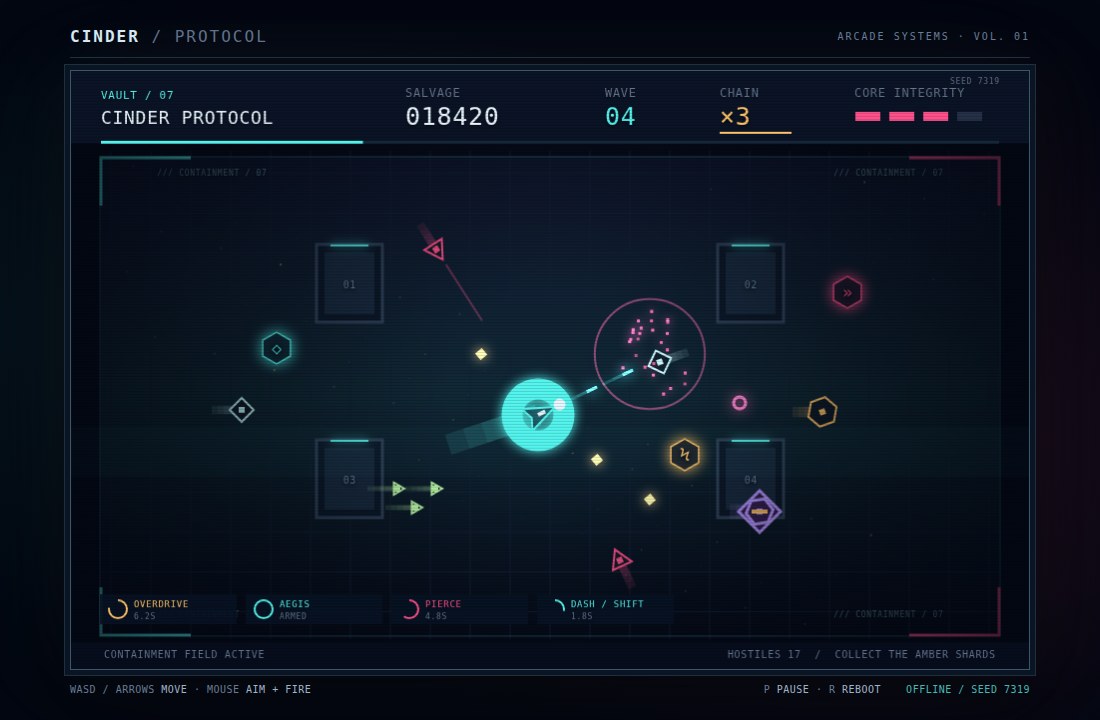 CINDER / PROTOCOL
ARCADE SYSTEMS · VOL. 01
SEED 7319
VAULT / 07
CINDER PROTOCOL
SALVAGE
018420
WAVE
04
CHAIN
×3
CORE INTEGRITY
/// CONTAINMENT / 07
/// CONTAINMENT / 07
01
02
03
04
OVERDRIVE
6.2S
AEGIS
ARMED
PIERCE
4.8S
DASH / SHIFT
1.8S
/// CONTAINMENT / 07
CONTAINMENT FIELD ACTIVE
HOSTILES 17 / COLLECT THE AMBER SHARDS
WASD / ARROWS MOVE · MOUSE AIM + FIRE
P PAUSE · R REBOOT OFFLINE / SEED 7319